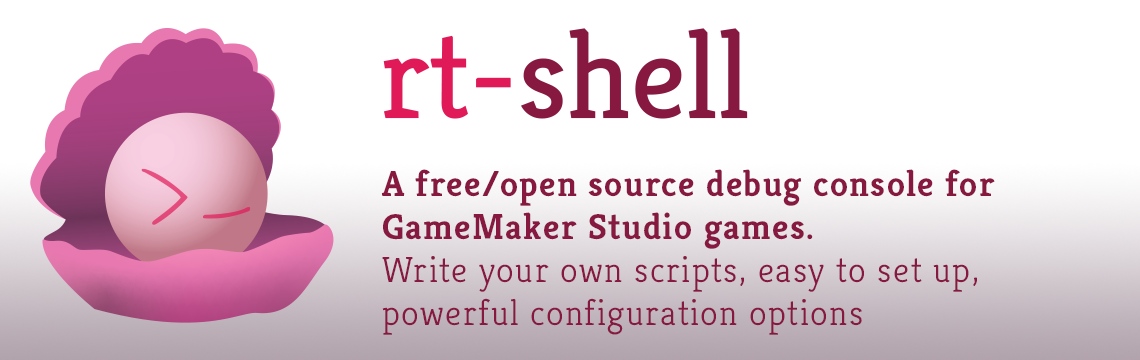 rt-shell
A free/open source debug console for
GameMaker Studio games.
Write your own scripts, easy to set up,
powerful configuration options